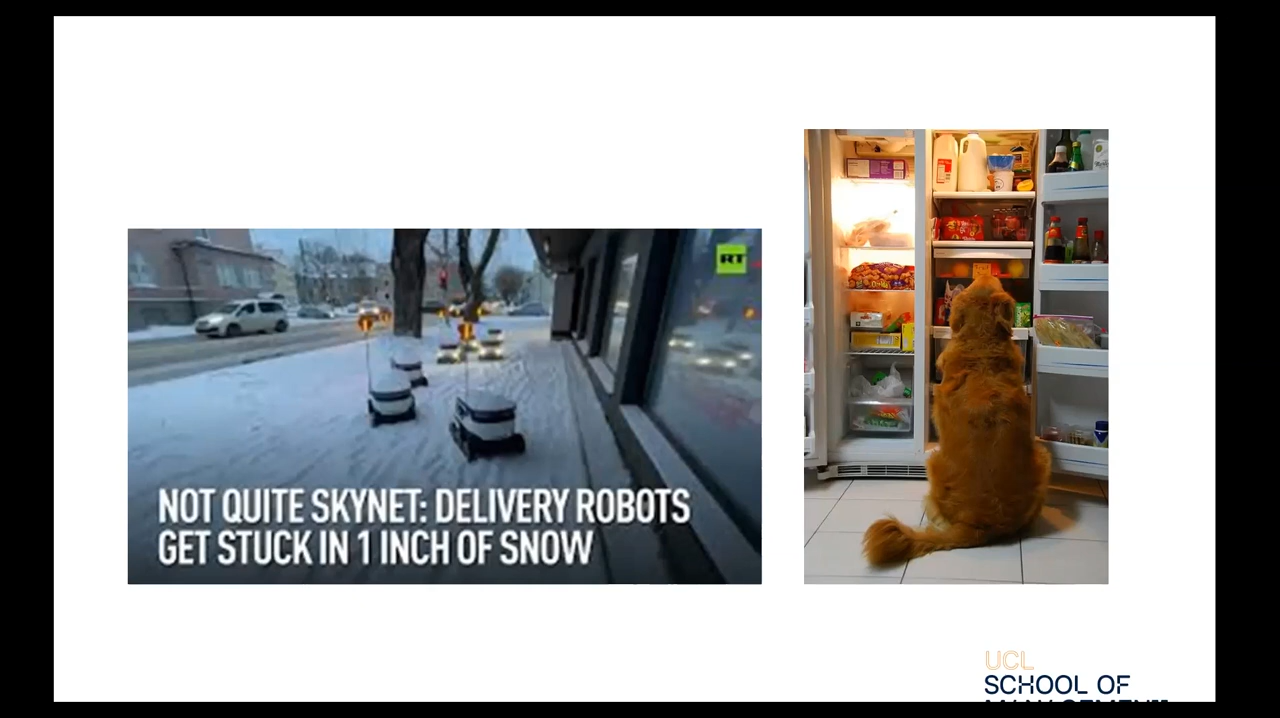 RT
NOT QUITE SKYNET: DELIVERY ROBOTS
GET STUCK IN 1 INCH OF SNOW
UCL
SCHOOL OF